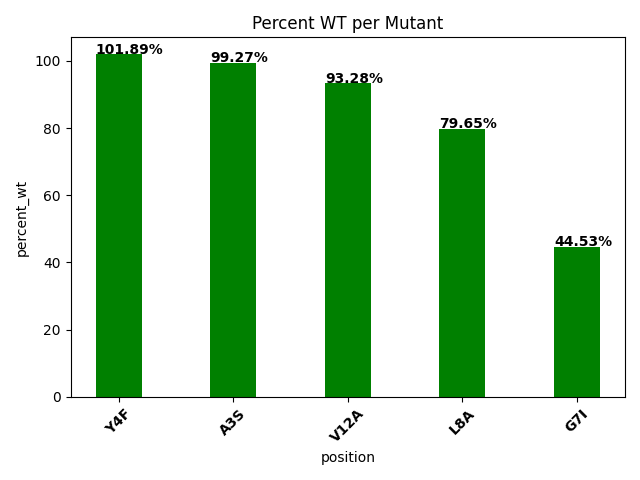 Percent WT per Mutant
percent_wt
100
80
60
40
20
0
101.89%
99.27%
93.28%
79.65%
44.53%
Y4F
A3S
V12A
L8A
G7I
position